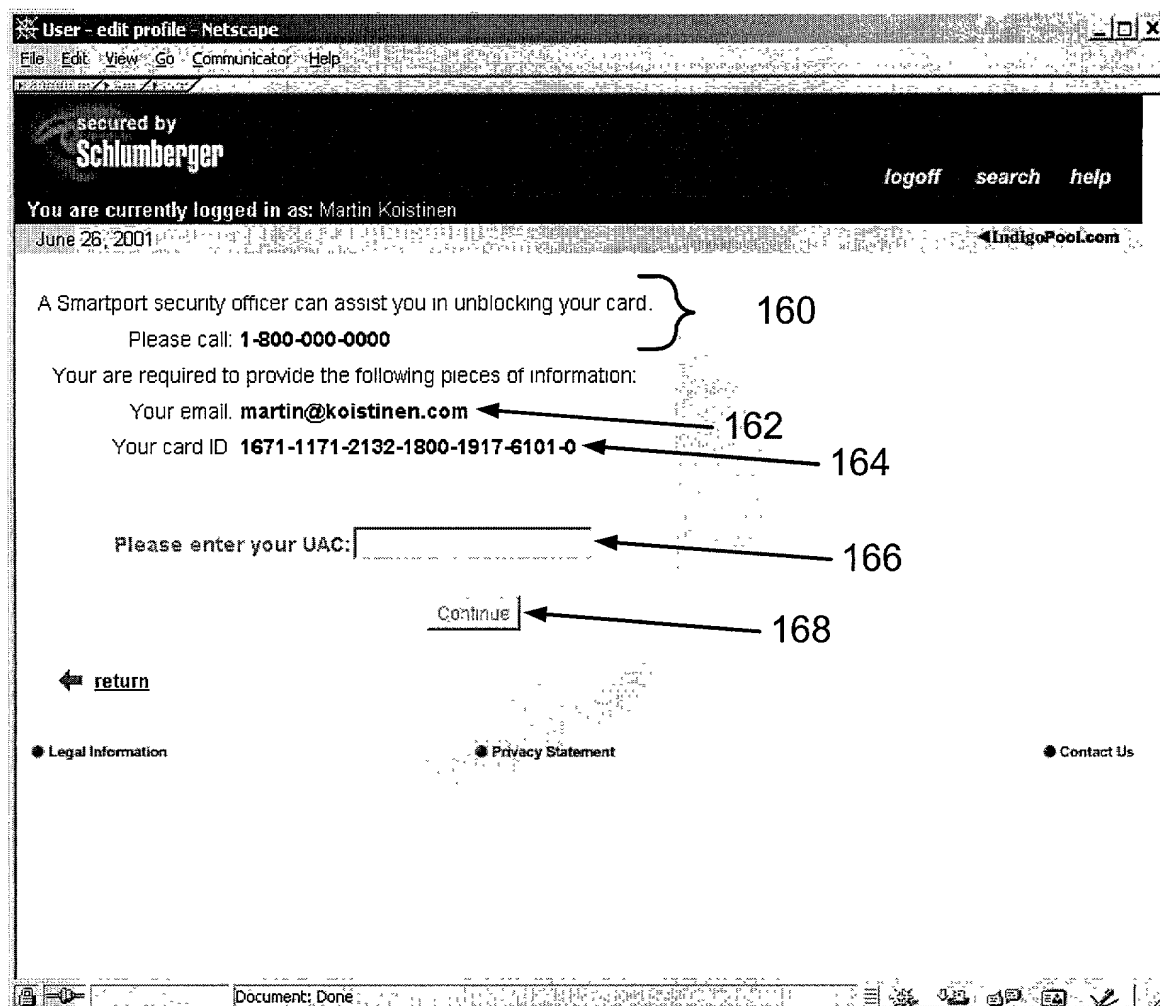 User - edit profile - Netscape
File Edit View Go Communicator Help
secured by
Schlumberger
logoff search help
You are currently logged in as: Martin Koistinen
June 26, 2001
IndigoPool.com
A Smartport security officer can assist you in unblocking your card.
160
Please call: 1-800-000-0000
Your are required to provide the following pieces of information:
Your email. martin@koistinen.com
162
Your card ID 1671-1171-2132-1800-1917-6101-0
164
Please enter your UAC:
166
Continue
168
return
Legal Information Privacy Statement Contact Us
Document: Done